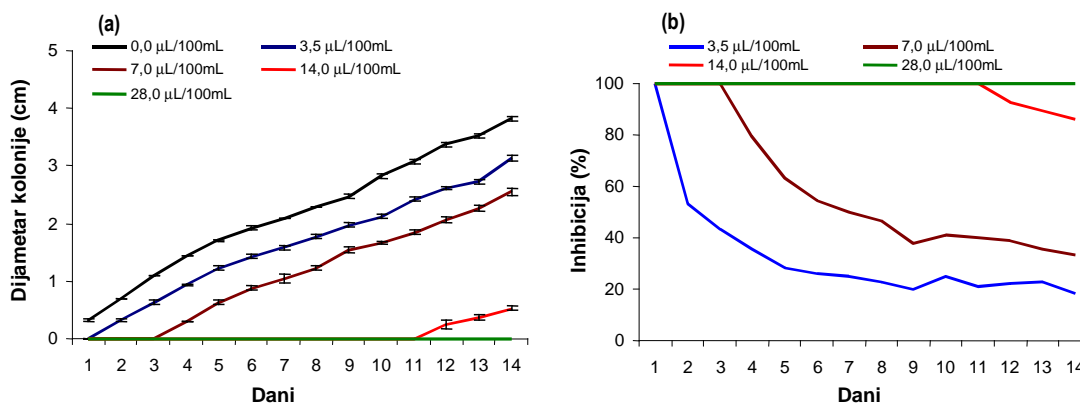 (a)
0,0 µL/100mL 3,5 µL/100mL
7,0 µL/100mL 14,0 µL/100mL
28,0 µL/100mL
Dijametar kolonije (cm)
5
4
3
2
1
0
1 2 3 4 5 6 7 8 9 10 11 12 13 14
Dani
(b)
3,5 µL/100mL 7,0 µL/100mL
14,0 µL/100mL 28,0 µL/100mL
Inhibicija (%)
100
80
60
40
20
0
1 2 3 4 5 6 7 8 9 10 11 12 13 14
Dani